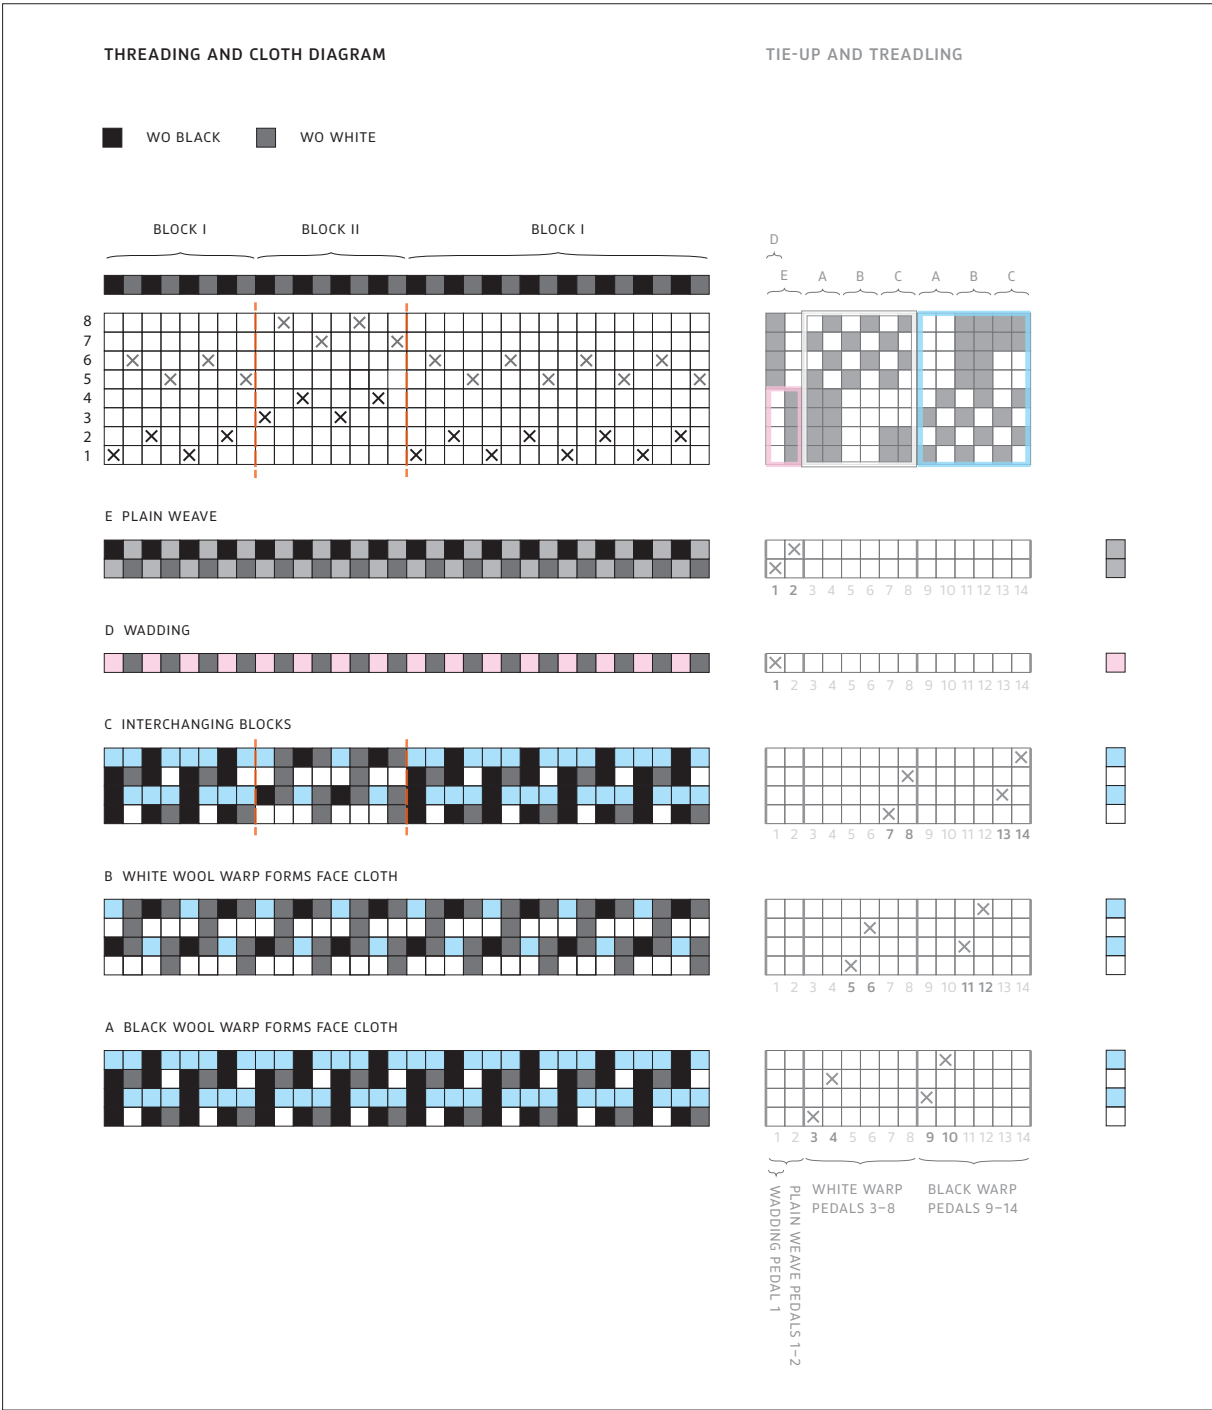 THREADING AND CLOTH DIAGRAM
TIE-UP AND TREADLING
WO BLACK
WO WHITE
BLOCK I
BLOCK II
BLOCK I
D
E
A
B
C
A
B
C
8
7
6
5
4
3
2
1
E PLAIN WEAVE
1 2 3 4 5 6 7 8 9 10 11 12 13 14
D WADDING
1 2 3 4 5 6 7 8 9 10 11 12 13 14
C INTERCHANGING BLOCKS
1 2 3 4 5 6 7 8 9 10 11 12 13 14
B WHITE WOOL WARP FORMS FACE CLOTH
1 2 3 4 5 6 7 8 9 10 11 12 13 14
A BLACK WOOL WARP FORMS FACE CLOTH
1 2 3 4 5 6 7 8 9 10 11 12 13 14
WADDING PEDAL 1
PLAIN WEAVE PEDALS 1–2
WHITE WARP
PEDALS 3–8
BLACK WARP
PEDALS 9–14